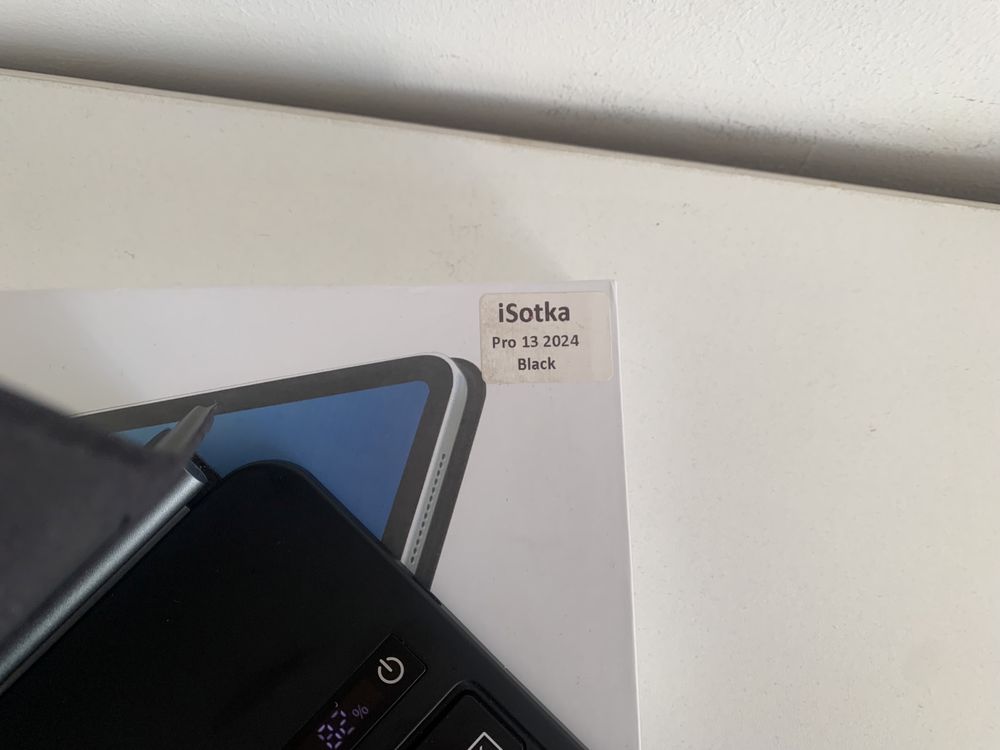 iSotka
Pro 13 2024
Black
%